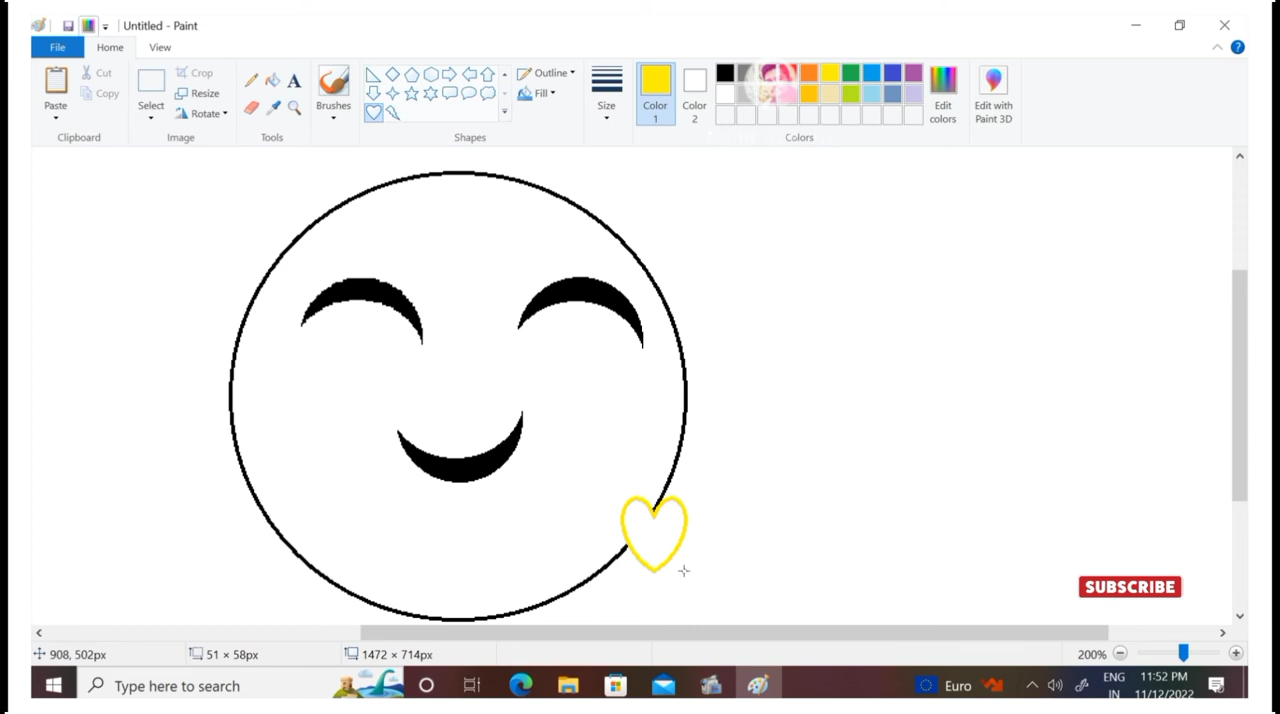 Untitled - Paint
File Home View
Paste
Cut
Copy
Clipboard
Select
Crop
Resize
Rotate
Image
Tools
Brushes
Shapes
Outline
Fill
Size
Color 1
Color 2
Colors
Edit colors
Edit with Paint 3D
SUBSCRIBE
908, 502px 51 × 58px 1472 × 714px 200%
Type here to search
Euro
ENG
IN
11:52 PM
11/12/2022